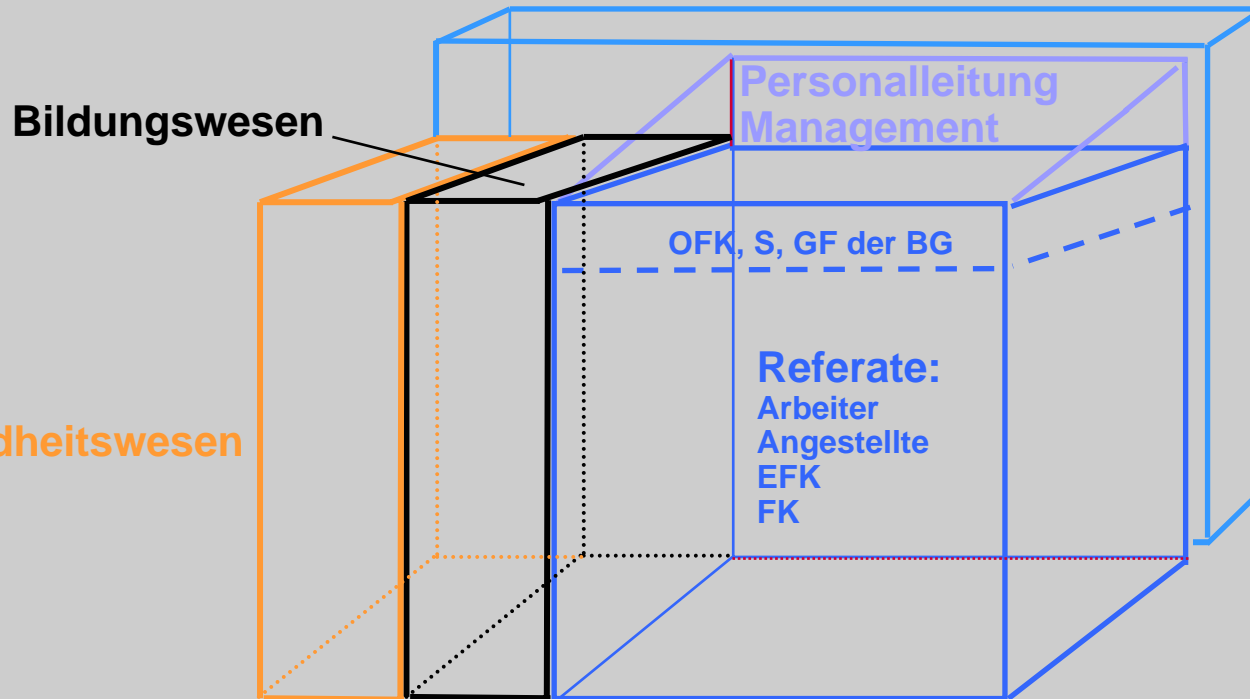 Personalleitung
Management
Bildungswesen
OFK, S, GF der BG
Referate:
Arbeiter
Angestellte
EFK
FK
dheitswesen